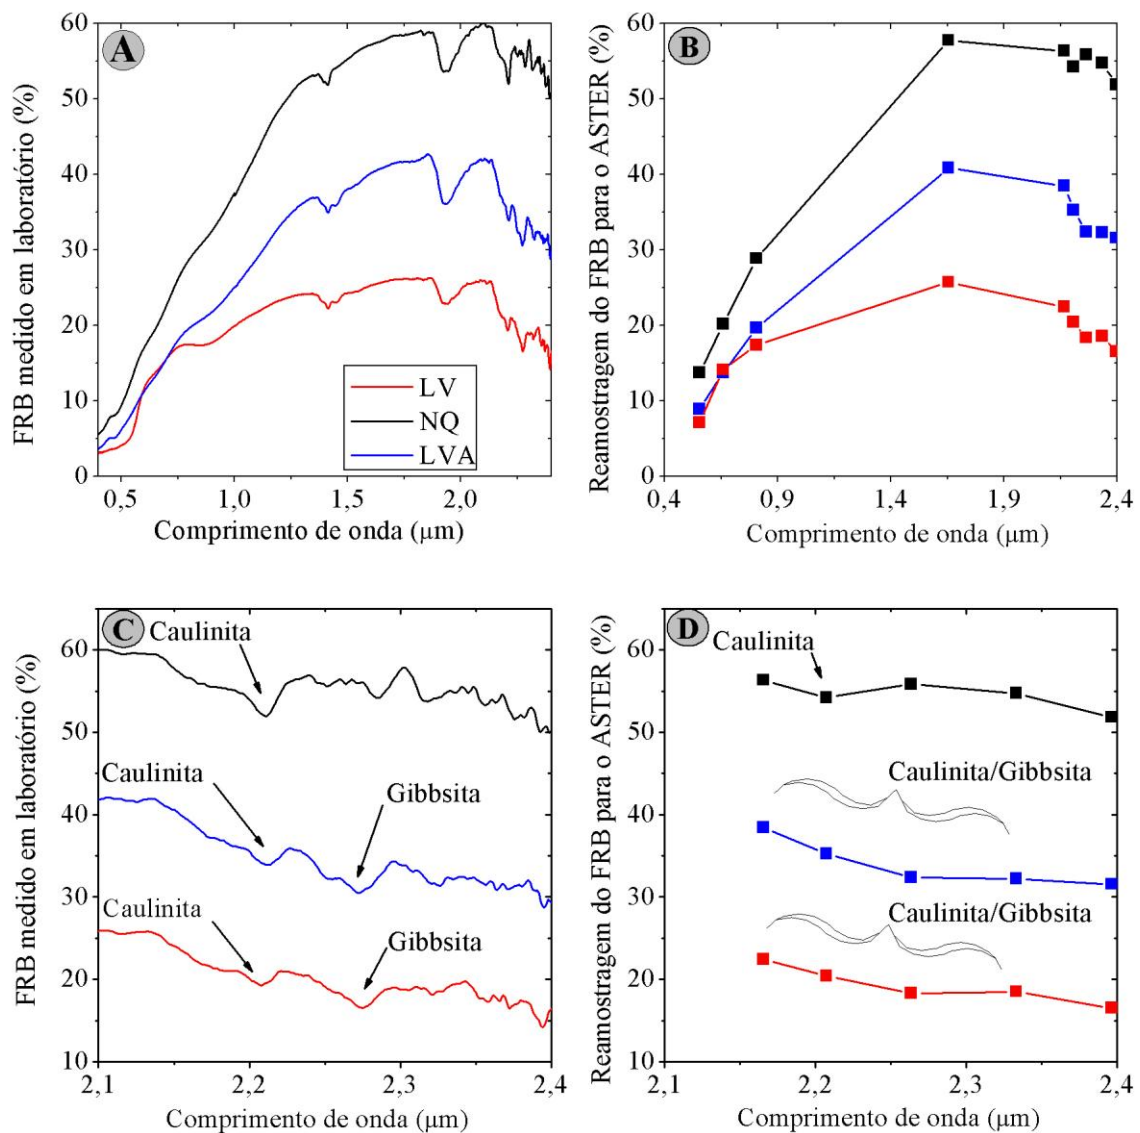 A
FRB medido em laboratório (%)
60
50
40
30
20
10
0
LV
NQ
LVA
0,5 1,0 1,5 2,0
Comprimento de onda (μm)
B
Reamostragem do FRB para o ASTER (%)
60
50
40
30
20
10
0
0,4 0,9 1,4 1,9 2,4
Comprimento de onda (μm)
C
FRB medido em laboratório (%)
60
50
40
30
20
10
Caulinita
Caulinita
Gibbsita
Caulinita
Gibbsita
2,1 2,2 2,3 2,4
Comprimento de onda (μm)
D
Reamostragem do FRB para o ASTER (%)
60
50
40
30
20
10
Caulinita
Caulinita/Gibbsita
Caulinita/Gibbsita
2,1 2,2 2,3 2,4
Comprimento de onda (μm)